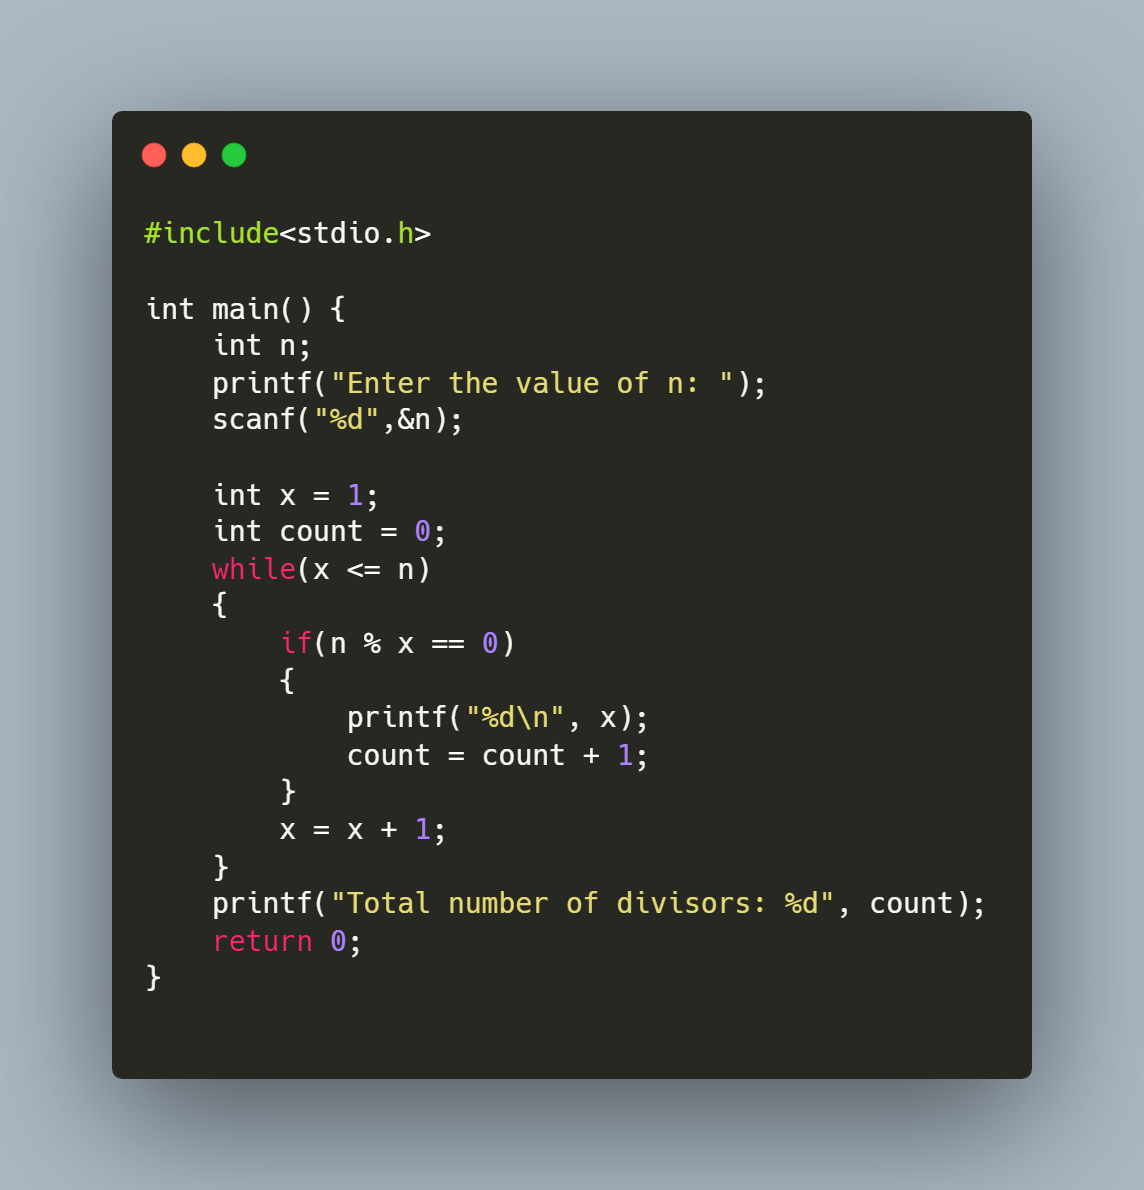 #include<stdio.h>

int main() {
    int n;
    printf("Enter the value of n: ");
    scanf("%d",&n);

    int x = 1;
    int count = 0;
    while(x <= n)
    {
        if(n % x == 0)
        {
            printf("%d\n", x);
            count = count + 1;
        }
        x = x + 1;
    }
    printf("Total number of divisors: %d", count);
    return 0;
}